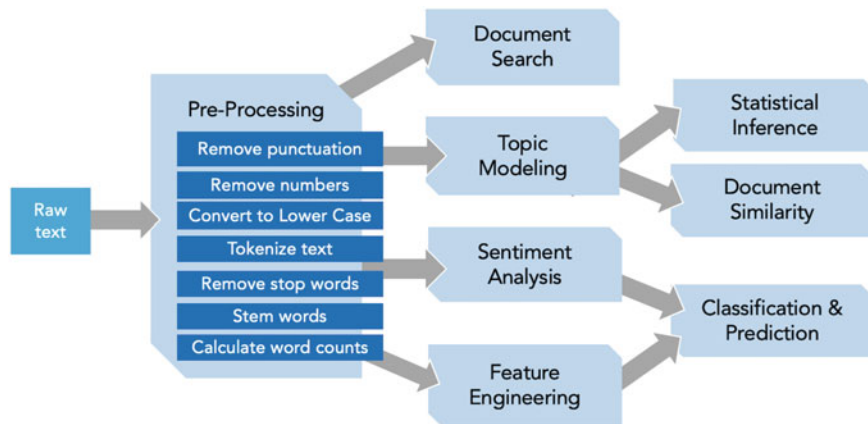 Raw
text
Pre-Processing
Remove punctuation
Remove numbers
Convert to Lower Case
Tokenize text
Remove stop words
Stem words
Calculate word counts
Document
Search
Topic
Modeling
Sentiment
Analysis
Feature
Engineering
Statistical
Inference
Document
Similarity
Classification &
Prediction